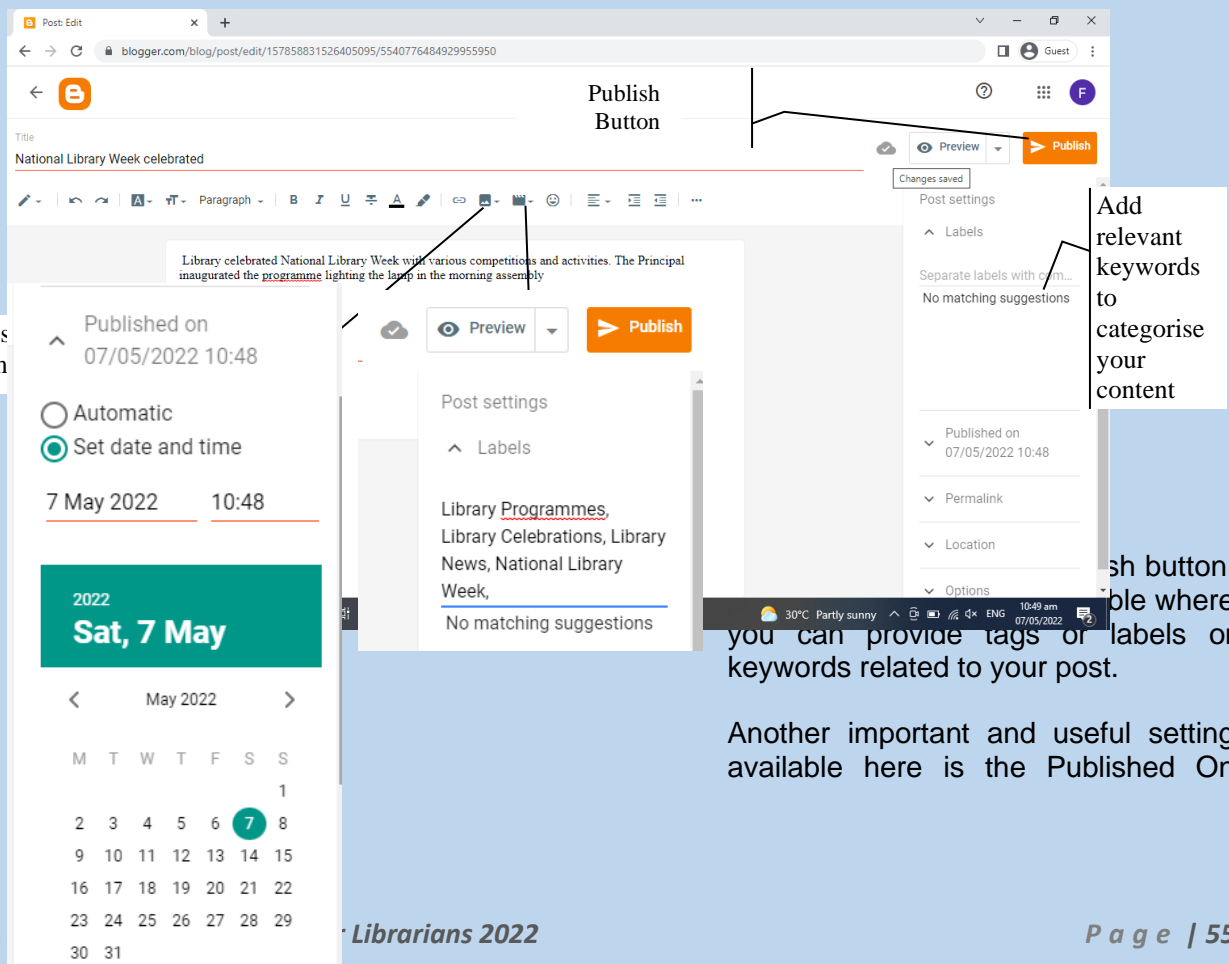 Post: Edit
blogger.com/blog/post/edit/157858831526405095/5540776484929955950
Guest
Publish
Button
F
Title
National Library Week celebrated
Preview
Publish
Changes saved
Paragraph
B I U A
Post settings
Labels
Separate labels with com...
No matching suggestions
Add
relevant
keywords
to
categorise
your
content
Library celebrated National Library Week with various competitions and activities. The Principal
inaugurated the programme lighting the lamp in the morning assembly
Published on
07/05/2022 10:48
Automatic
Set date and time
7 May 2022 10:48
2022
Sat, 7 May
May 2022
M T W T F S S
1
2 3 4 5 6 7 8
9 10 11 12 13 14 15
16 17 18 19 20 21 22
23 24 25 26 27 28 29
30 31
Preview
Publish
Post settings
Labels
Library Programmes,
Library Celebrations, Library
News, National Library
Week,
No matching suggestions
Published on
07/05/2022 10:48
Permalink
Location
Options
30°C Partly sunny
ENG
10:49 am
07/05/2022
2
button
where
you can provide tags or labels or
keywords related to your post.
Another important and useful setting
available here is the Published On
Librarians 2022
Page | 55